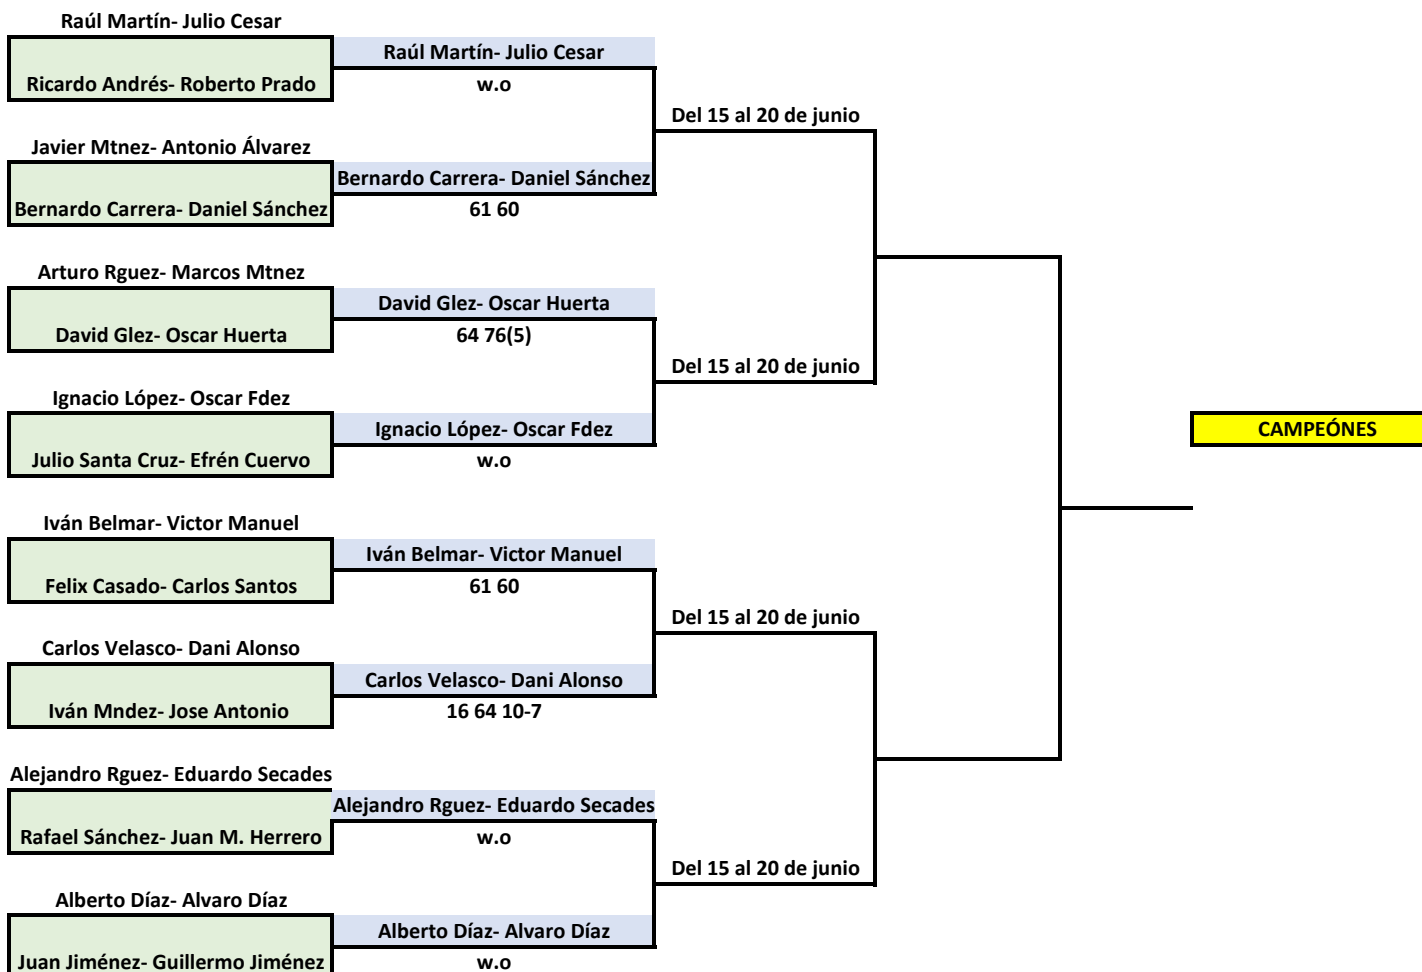 Raúl Martín- Julio Cesar
Raúl Martín- Julio Cesar
Ricardo Andrés- Roberto Prado
w.o
Del 15 al 20 de junio
Javier Mtnez- Antonio Álvarez
Bernardo Carrera- Daniel Sánchez
Bernardo Carrera- Daniel Sánchez
61 60
Arturo Rguez- Marcos Mtnez
David Glez- Oscar Huerta
David Glez- Oscar Huerta
64 76(5)
Del 15 al 20 de junio
Ignacio López- Oscar Fdez
Ignacio López- Oscar Fdez
CAMPEÓNES
Julio Santa Cruz- Efrén Cuervo
w.o
Iván Belmar- Victor Manuel
Iván Belmar- Victor Manuel
Felix Casado- Carlos Santos
61 60
Del 15 al 20 de junio
Carlos Velasco- Dani Alonso
Carlos Velasco- Dani Alonso
Iván Mndez- Jose Antonio
16 64 10-7
Alejandro Rguez- Eduardo Secades
Alejandro Rguez- Eduardo Secades
Rafael Sánchez- Juan M. Herrero
w.o
Del 15 al 20 de junio
Alberto Díaz- Alvaro Díaz
Alberto Díaz- Alvaro Díaz
Juan Jiménez- Guillermo Jiménez
w.o